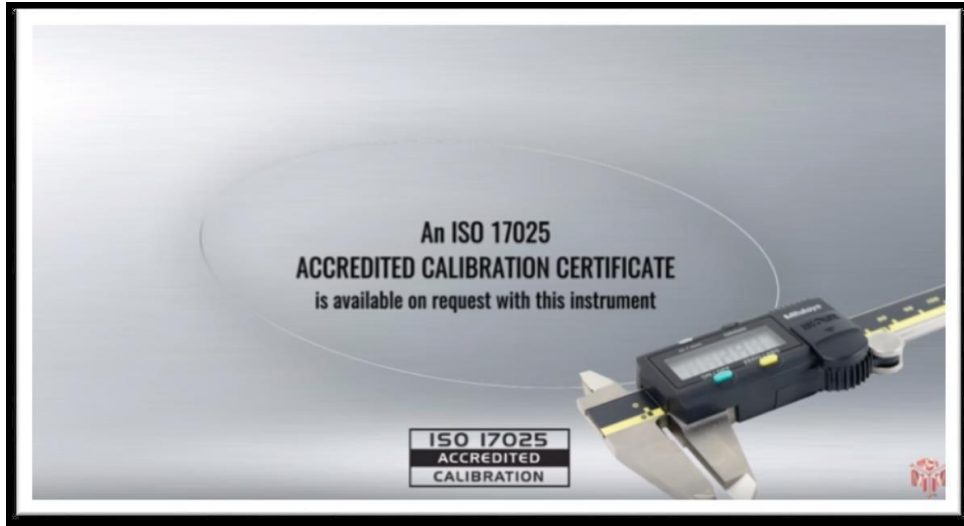 An ISO 17025
ACCREDITED CALIBRATION CERTIFICATE
is available on request with this instrument
Mitutoyo
ISO 17025
ACCREDITED
CALIBRATION